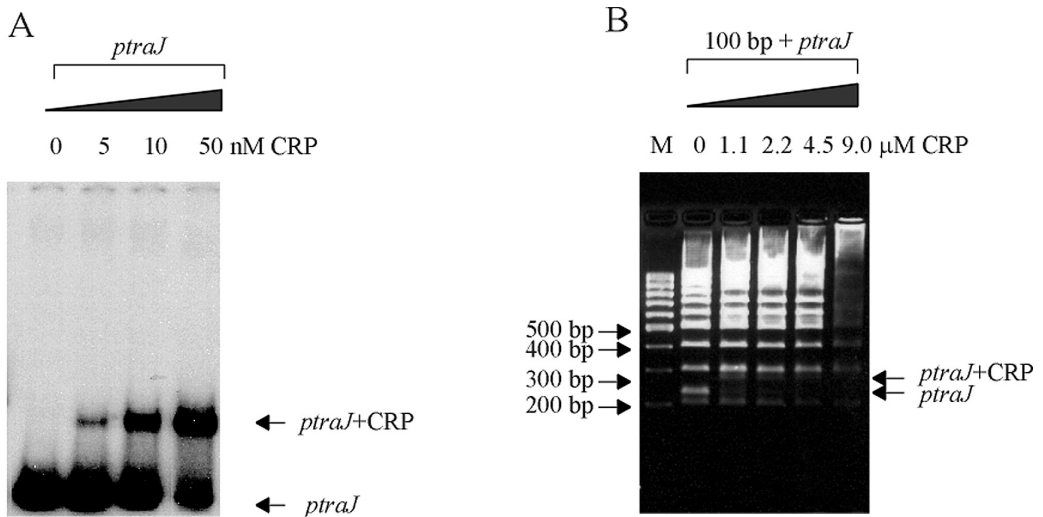 A
ptraJ
0 5 10 50 nM CRP
ptraJ+CRP
ptraJ
B
100 bp + ptraJ
M 0 1.1 2.2 4.5 9.0 μM CRP
500 bp
400 bp
300 bp
200 bp
ptraJ+CRP
ptraJ